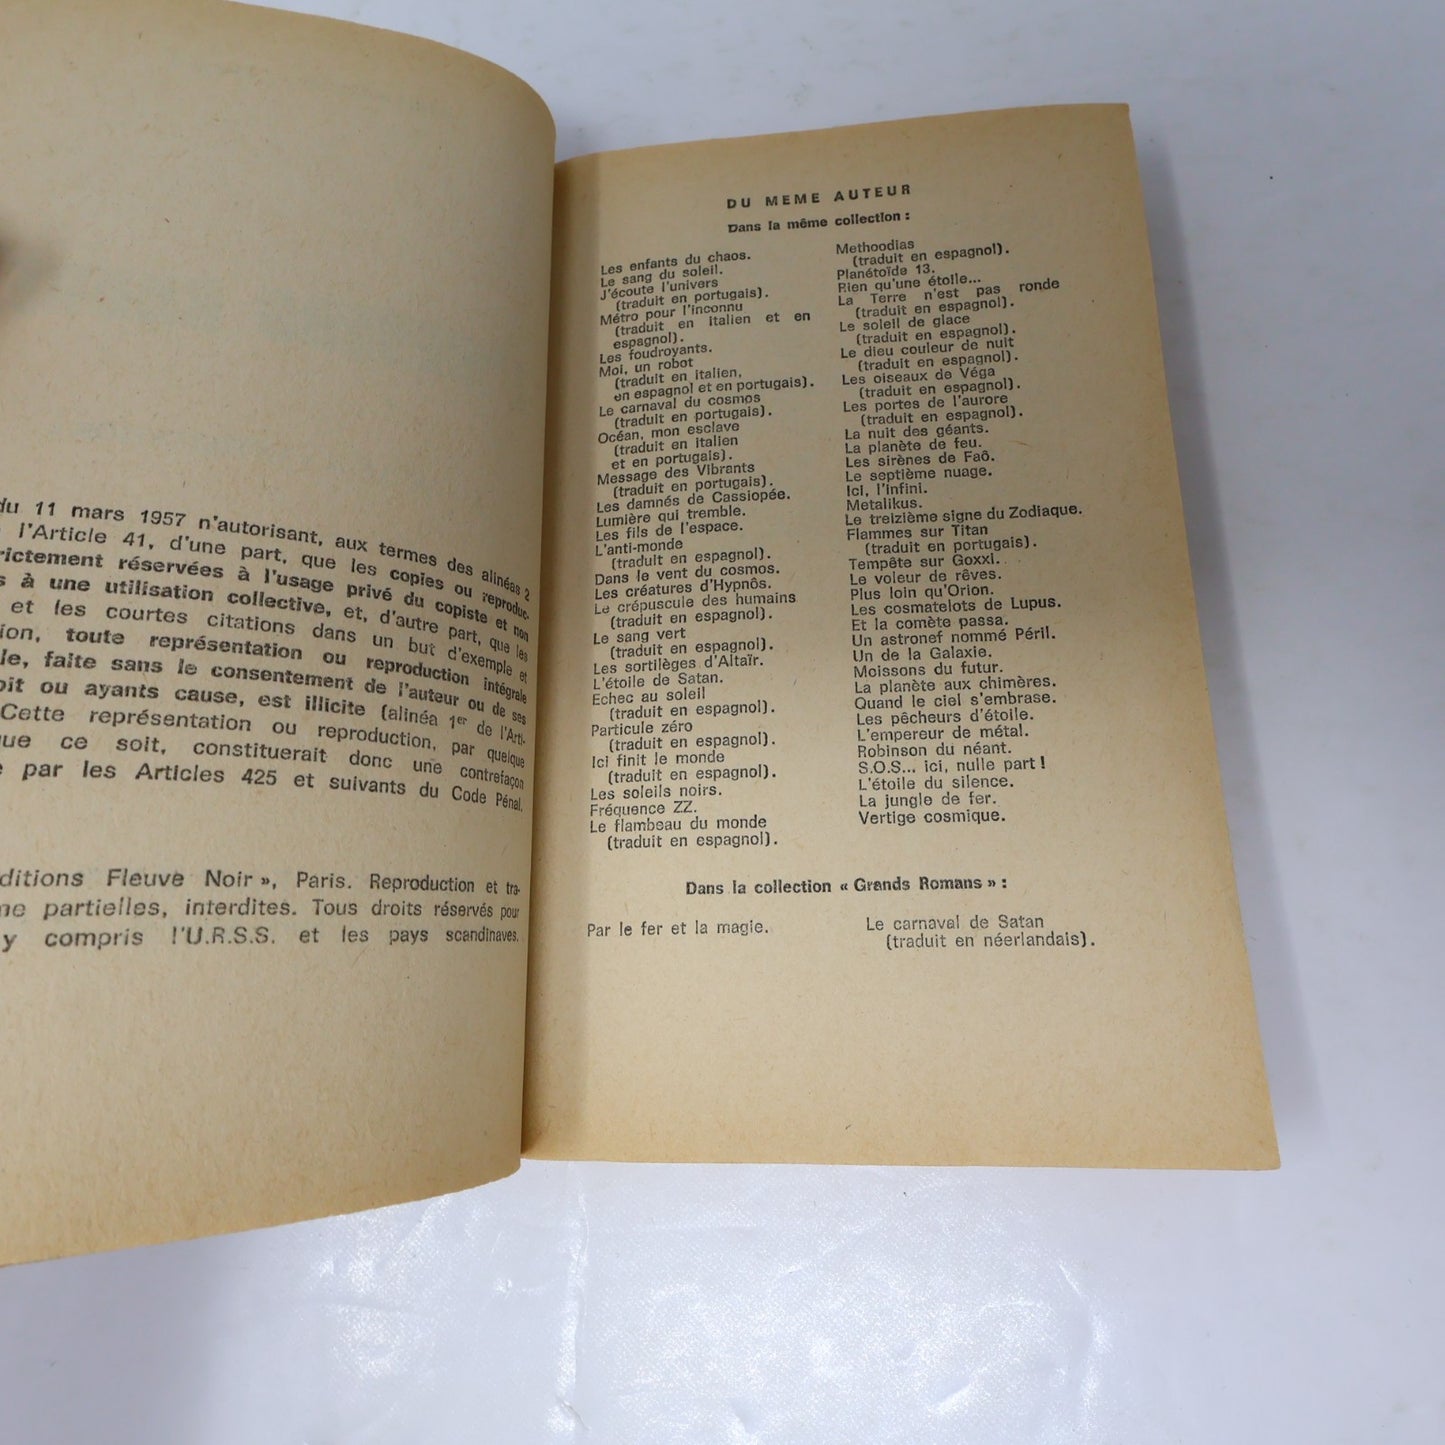 du 11 mars 1957 n'autorisant, aux termes des alinéas 2
l'Article 41, d'une part, que les copies ou reproduc-
rictement réservées à l'usage privé du copiste et non
s à une utilisation collective, et, d'autre part, que les
et les courtes citations dans un but d'exemple et
ion, toute représentation ou reproduction intégrale
le, faite sans le consentement de l'auteur ou de ses
oit ou ayants cause, est illicite (alinéa 1er de l'Arti-
Cette représentation ou reproduction, par quelque
que ce soit, constituerait donc une contrefaçon
e par les Articles 425 et suivants du Code Pénal.
ditions Fleuve Noir », Paris. Reproduction et tra-
me partielles, interdites. Tous droits réservés pour
y compris l'U.R.S.S. et les pays scandinaves.
DU MEME AUTEUR
Dans la même collection :
Les enfants du chaos.
Le sang du soleil.
J'écoute l'univers
(traduit en portugais).
Métro pour l'inconnu
(traduit en italien et en
espagnol).
Les foudroyants.
Moi, un robot
(traduit en italien,
en espagnol et en portugais).
Le carnaval du cosmos
(traduit en portugais).
Océan, mon esclave
(traduit en italien
et en portugais).
Message des Vibrants
(traduit en portugais).
Les damnés de Cassiopée.
Lumière qui tremble.
Les fils de l'espace.
L'anti-monde
(traduit en espagnol).
Dans le vent du cosmos.
Les créatures d'Hypnôs.
Le crépuscule des humains
(traduit en espagnol).
Le sang vert
(traduit en espagnol).
Les sortilèges d'Altaïr.
L'étoile de Satan.
Echec au soleil
(traduit en espagnol).
Particule zéro
(traduit en espagnol).
Ici finit le monde
(traduit en espagnol).
Les soleils noirs.
Fréquence ZZ.
Le flambeau du monde
(traduit en espagnol).
Methoodias
(traduit en espagnol).
Planétoïde 13.
Rien qu'une étoile...
La Terre n'est pas ronde
(traduit en espagnol).
Le soleil de glace
(traduit en espagnol).
Le dieu couleur de nuit
(traduit en espagnol).
Les oiseaux de Véga
(traduit en espagnol).
Les portes de l'aurore
(traduit en espagnol).
La nuit des géants.
La planète de feu.
Les sirènes de Faô.
Le septième nuage.
Ici, l'infini.
Metalikus.
Le treizième signe du Zodiaque.
Flammes sur Titan
(traduit en portugais).
Tempête sur Goxxi.
Le voleur de rêves.
Plus loin qu'Orion.
Les cosmatelots de Lupus.
Et la comète passa.
Un astronef nommé Péril.
Un de la Galaxie.
Moissons du futur.
La planète aux chimères.
Quand le ciel s'embrase.
Les pêcheurs d'étoile.
L'empereur de métal.
Robinson du néant.
S.O.S... ici, nulle part !
L'étoile du silence.
La jungle de fer.
Vertige cosmique.
Dans la collection « Grands Romans » :
Par le fer et la magie.
Le carnaval de Satan
(traduit en néerlandais).